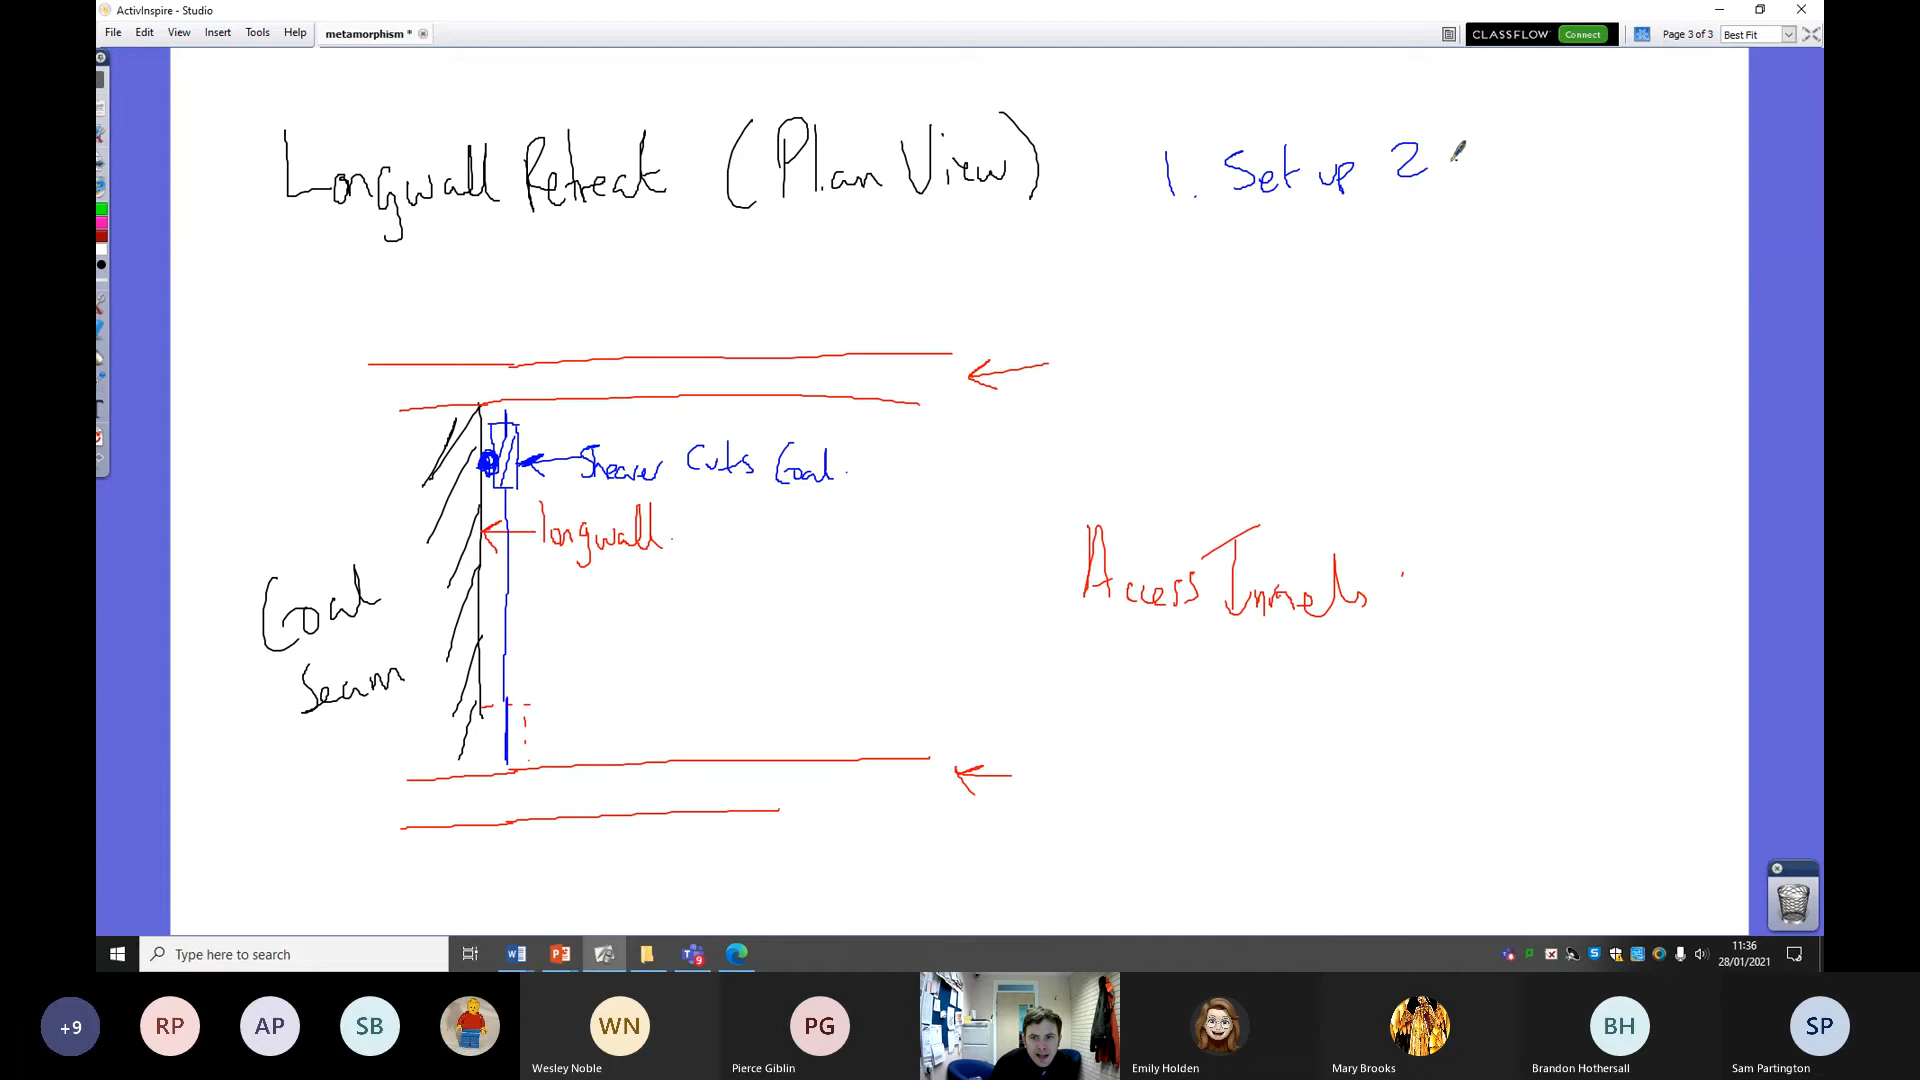 ActivInspire - Studio
File Edit View Insert Tools Help metamorphism *
CLASSFLOW Connect Page 3 of 3 Best Fit
Longwall Retreat (Plan View)
1. Set up 2
Shearer Cuts Coal.
longwall.
Coal
Seam
Access Tunnels.
Type here to search
9
11:36
28/01/2021
+9 RP AP SB WN PG BH SP
Wesley Noble Pierce Giblin Emily Holden Mary Brooks Brandon Hothersall Sam Partington